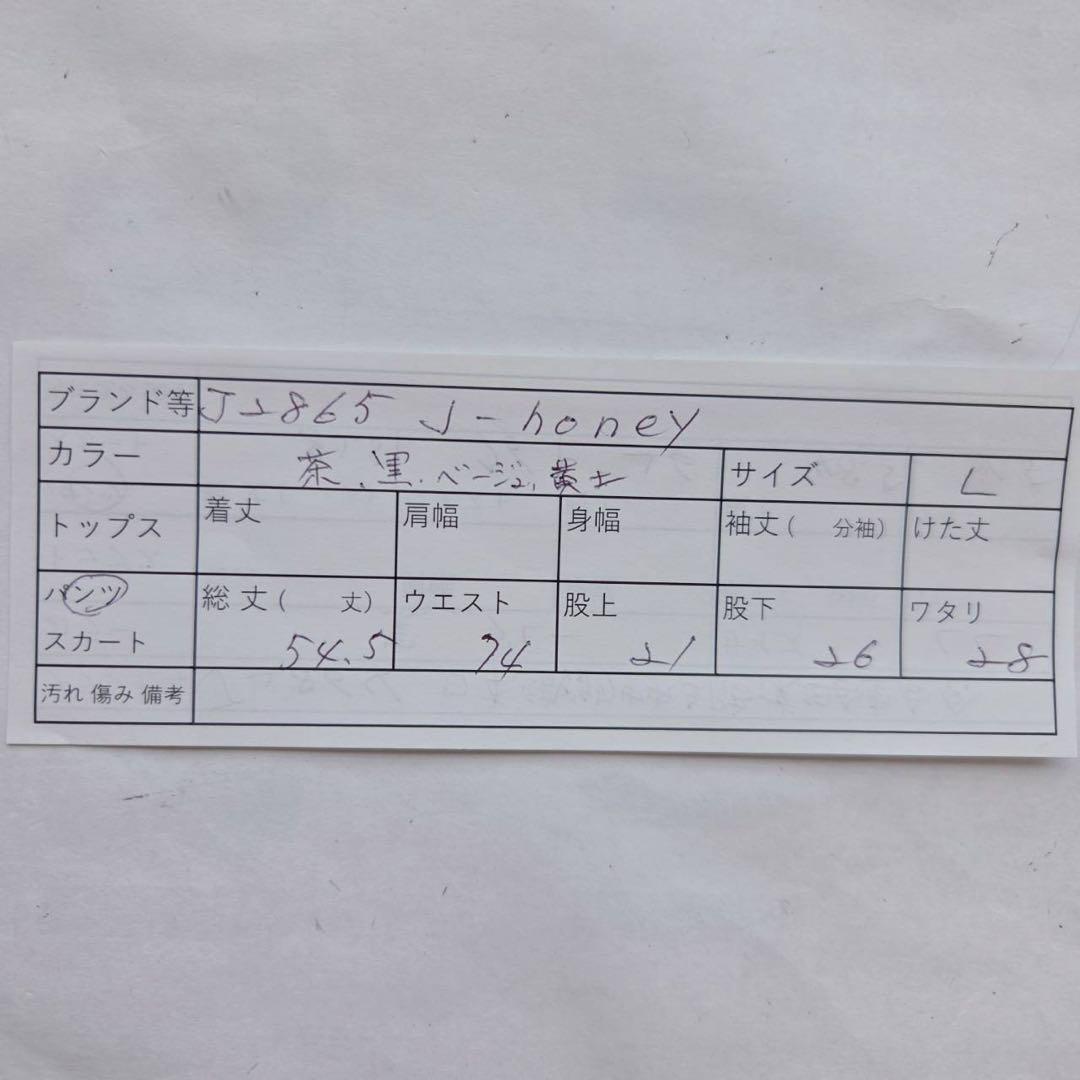 ブランド等 J2865 J-honey
カラー 茶、黒、ベージュ、黄土 サイズ L
トップス 着丈 肩幅 身幅 袖丈( 分袖) けた丈
パンツ 総丈( 丈) ウエスト 股上 股下 ワタリ
スカート 54.5 74 21 26 28
汚れ 傷み 備考